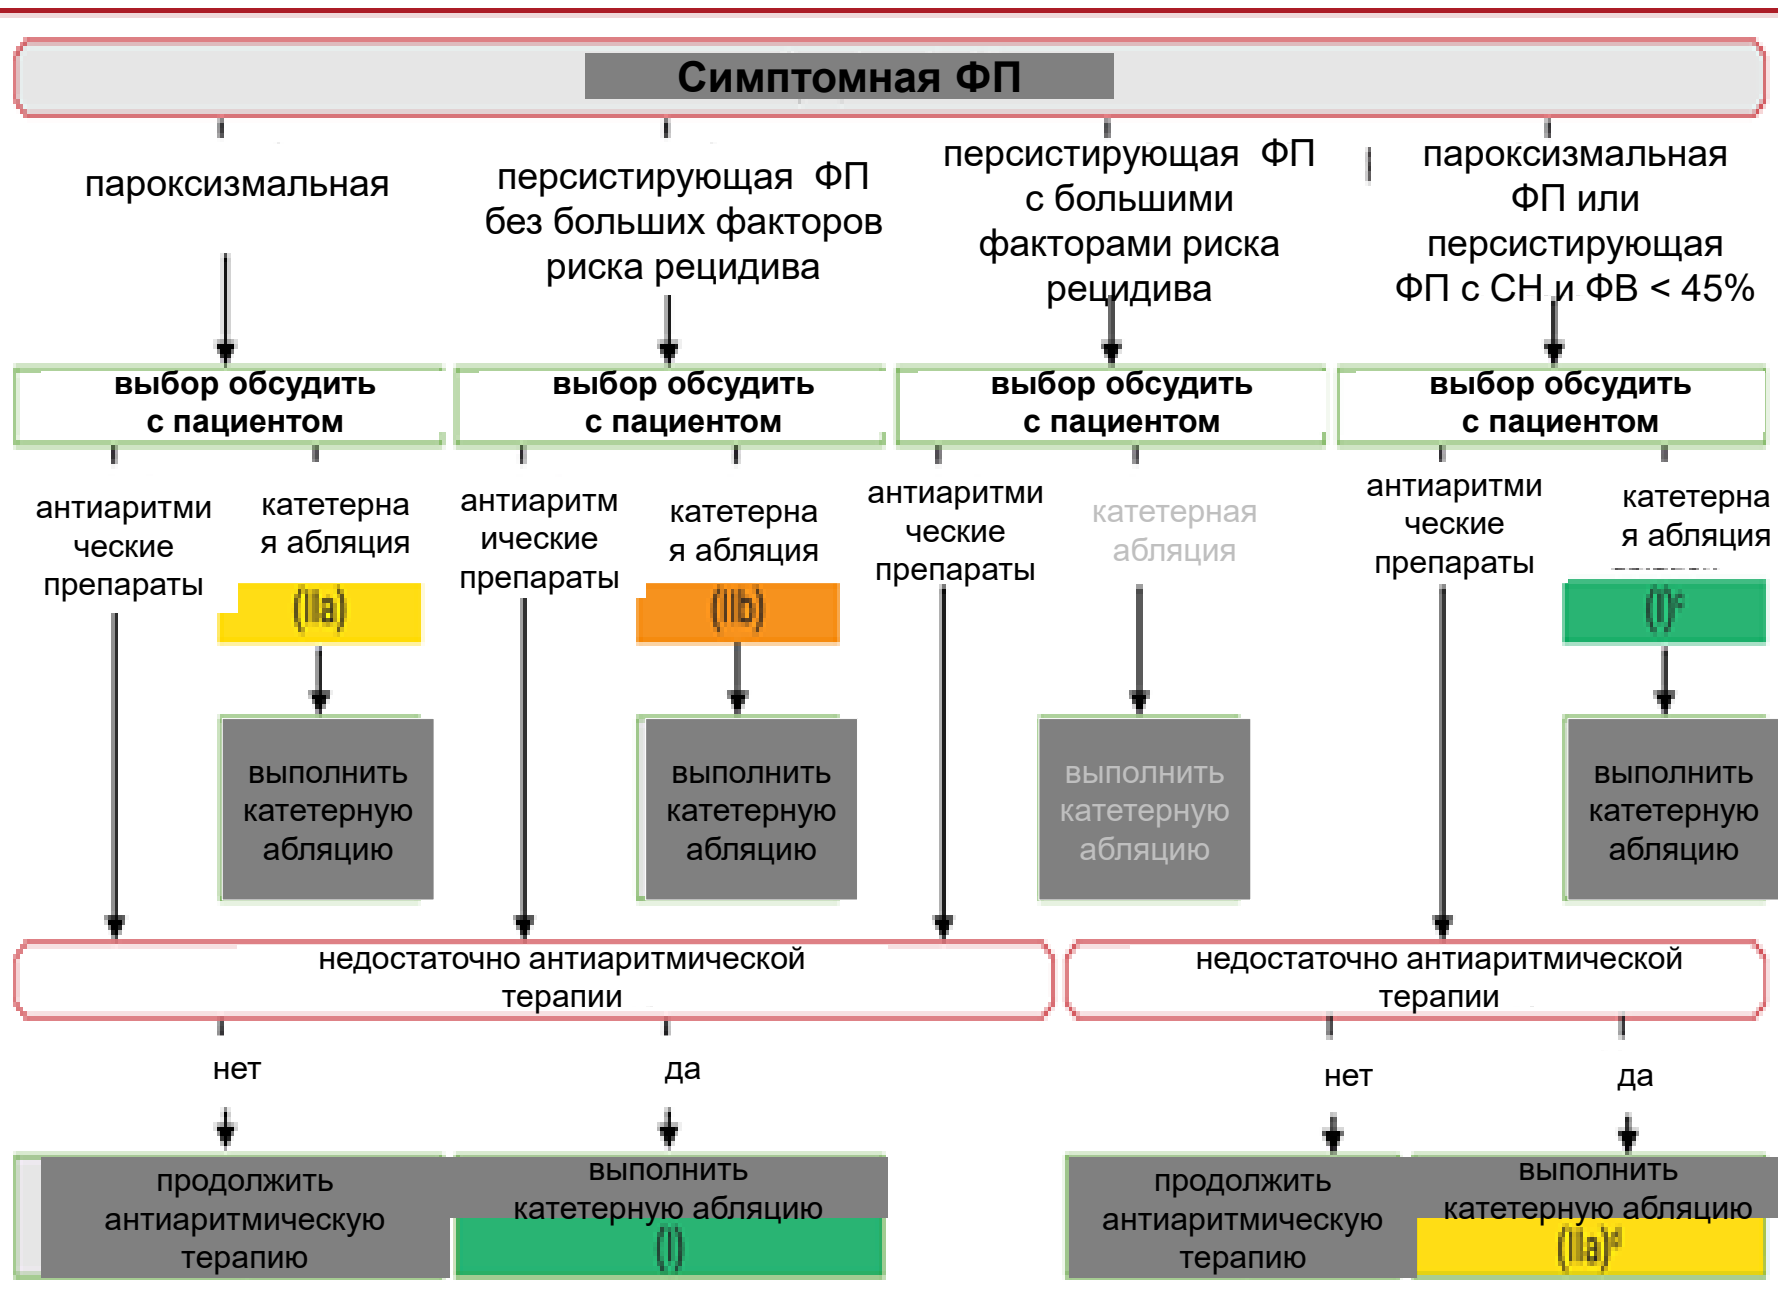 Симптомная ФП
пароксизмальная
персистирующая ФП
без больших факторов
риска рецидива
персистирующая ФП
с большими
факторами риска
рецидива
пароксизмальная
ФП или
персистирующая
ФП с СН и ФВ < 45%
выбор обсудить
с пациентом
выбор обсудить
с пациентом
выбор обсудить
с пациентом
выбор обсудить
с пациентом
антиаритми
ческие
препараты
катетерна
я абляция
(IIa)
антиаритм
ические
препараты
катетерна
я абляция
(IIb)
антиаритми
ческие
препараты
катетерная
абляция
антиаритми
ческие
препараты
катетерна
я абляция
(I)c
выполнить
катетерную
абляцию
выполнить
катетерную
абляцию
выполнить
катетерную
абляцию
выполнить
катетерную
абляцию
недостаточно антиаритмической
терапии
недостаточно антиаритмической
терапии
нет
да
нет
да
продолжить
антиаритмическую
терапию
выполнить
катетерную абляцию
(I)
продолжить
антиаритмическую
терапию
выполнить
катетерную абляцию
(IIa)d